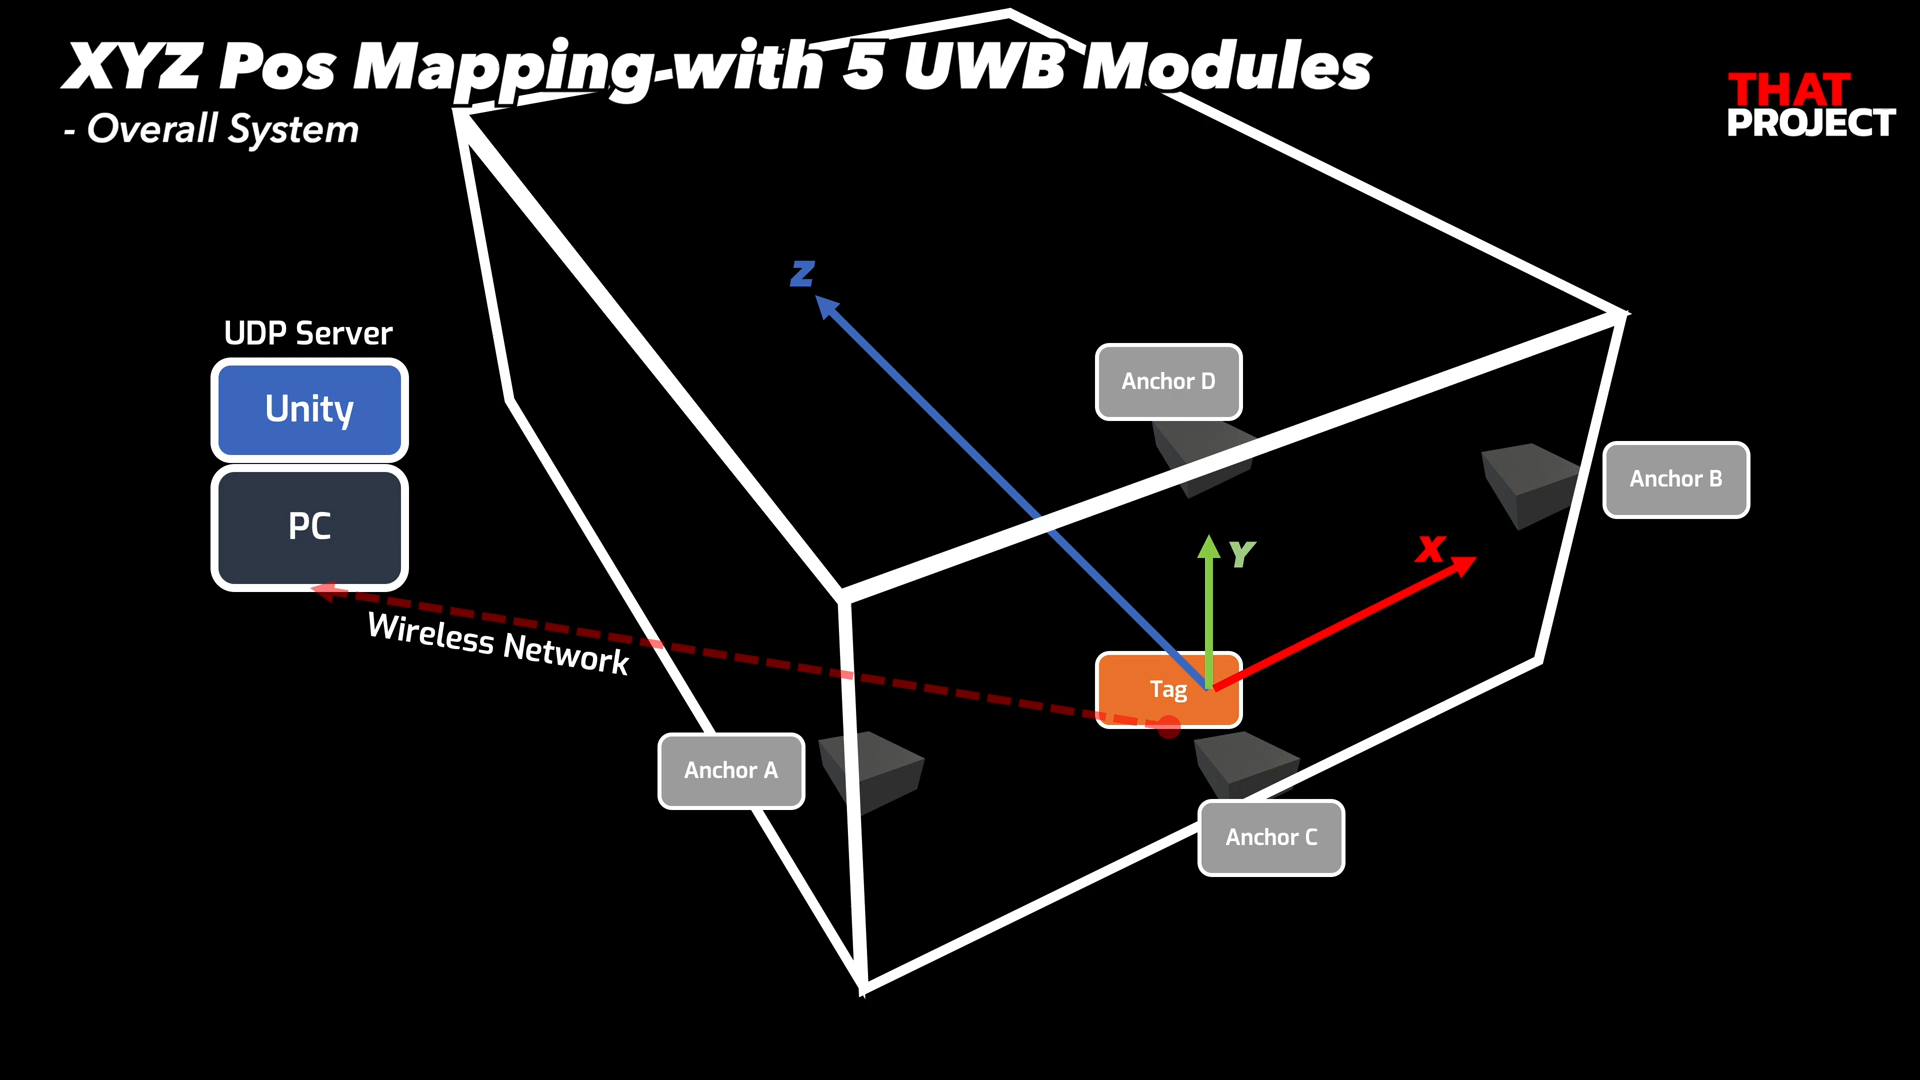 XYZ Pos Mapping with 5 UWB Modules
- Overall System
THAT
PROJECT
Z
UDP Server
Unity
PC
Wireless Network
Anchor D
Anchor B
Y
X
Tag
Anchor A
Anchor C